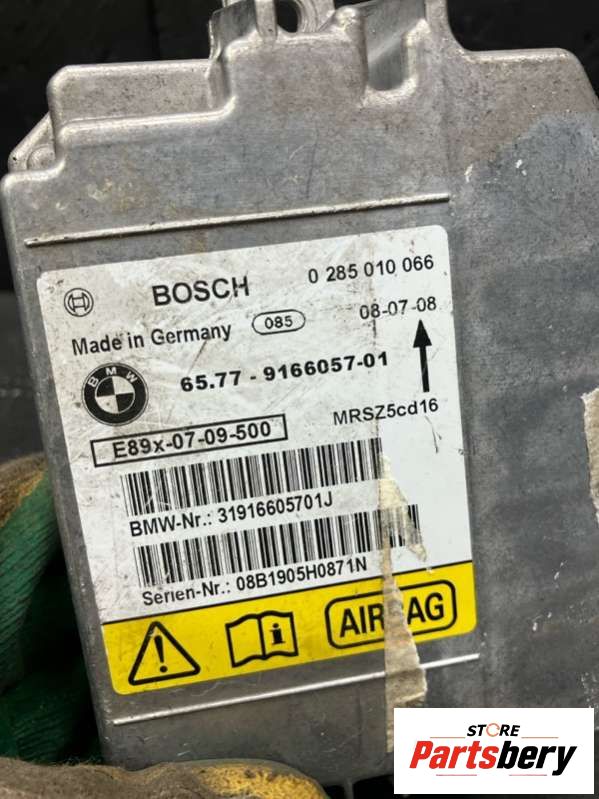 BOSCH 0 285 010 066
Made in Germany 085 08-07-08
BMW 65.77 - 9166057-01
E89x-07-09-500 MRSZ5cd16
BMW-Nr.: 31916605701J
Serien-Nr.: 08B1905H0871N
AIRBAG
STORE
Partsbery